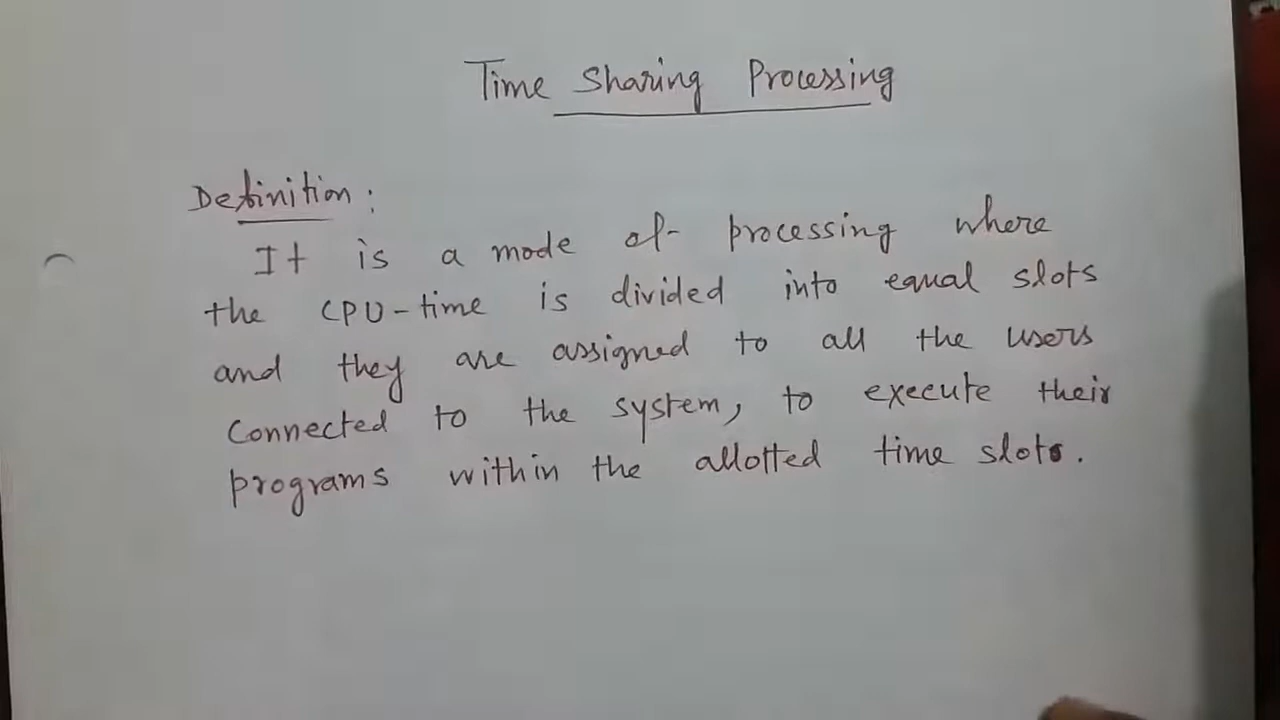 Time Sharing Processing
Definition:
It is a mode of processing where
the CPU-time is divided into equal slots
and they are assigned to all the users
connected to the system, to execute their
programs within the allotted time slots.